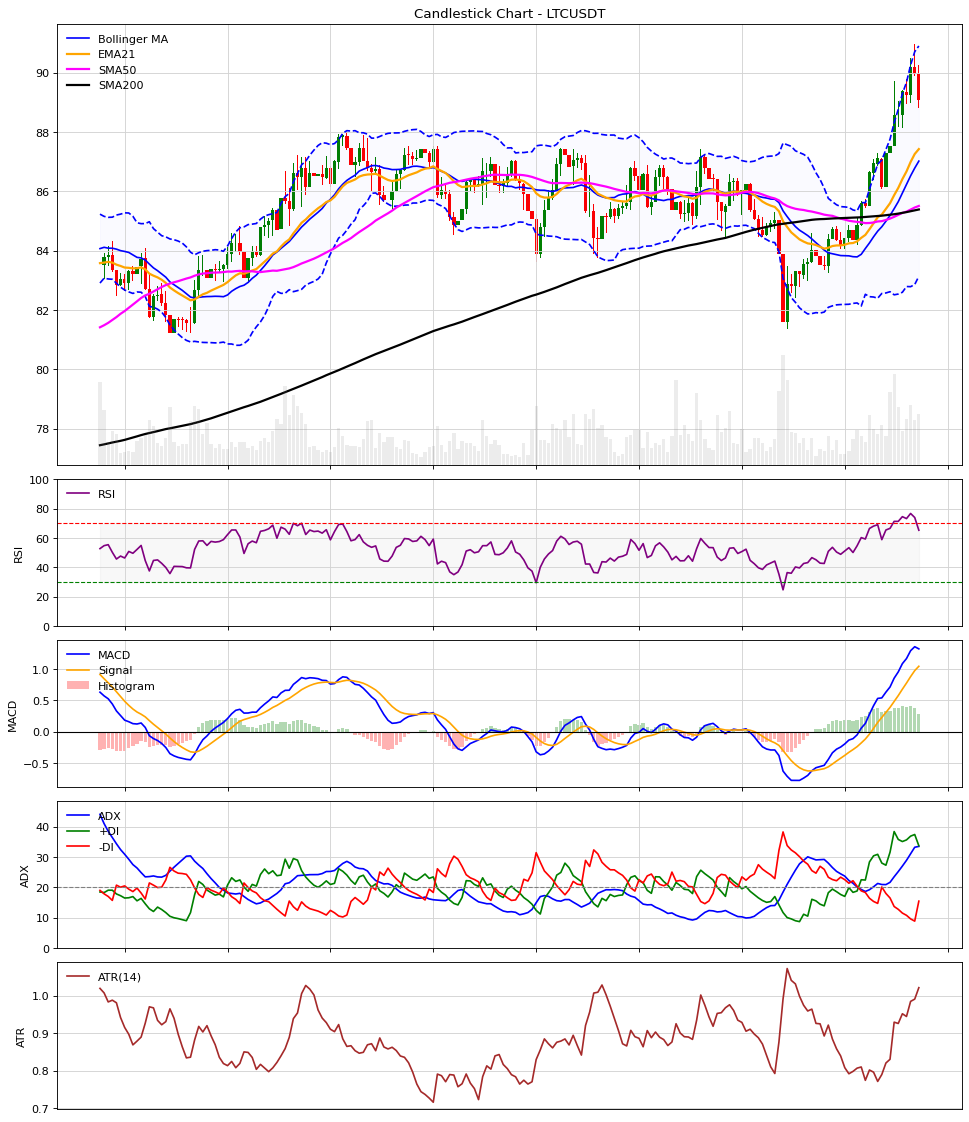 Candlestick Chart - LTCUSDT
Bollinger MA
EMA21
SMA50
SMA200
90
88
86
84
82
80
78
RSI
RSI
100
80
60
40
20
0
MACD
MACD
Signal
Histogram
1.0
0.5
0.0
−0.5
ADX
ADX
+DI
-DI
40
30
20
10
0
ATR
ATR(14)
1.0
0.9
0.8
0.7